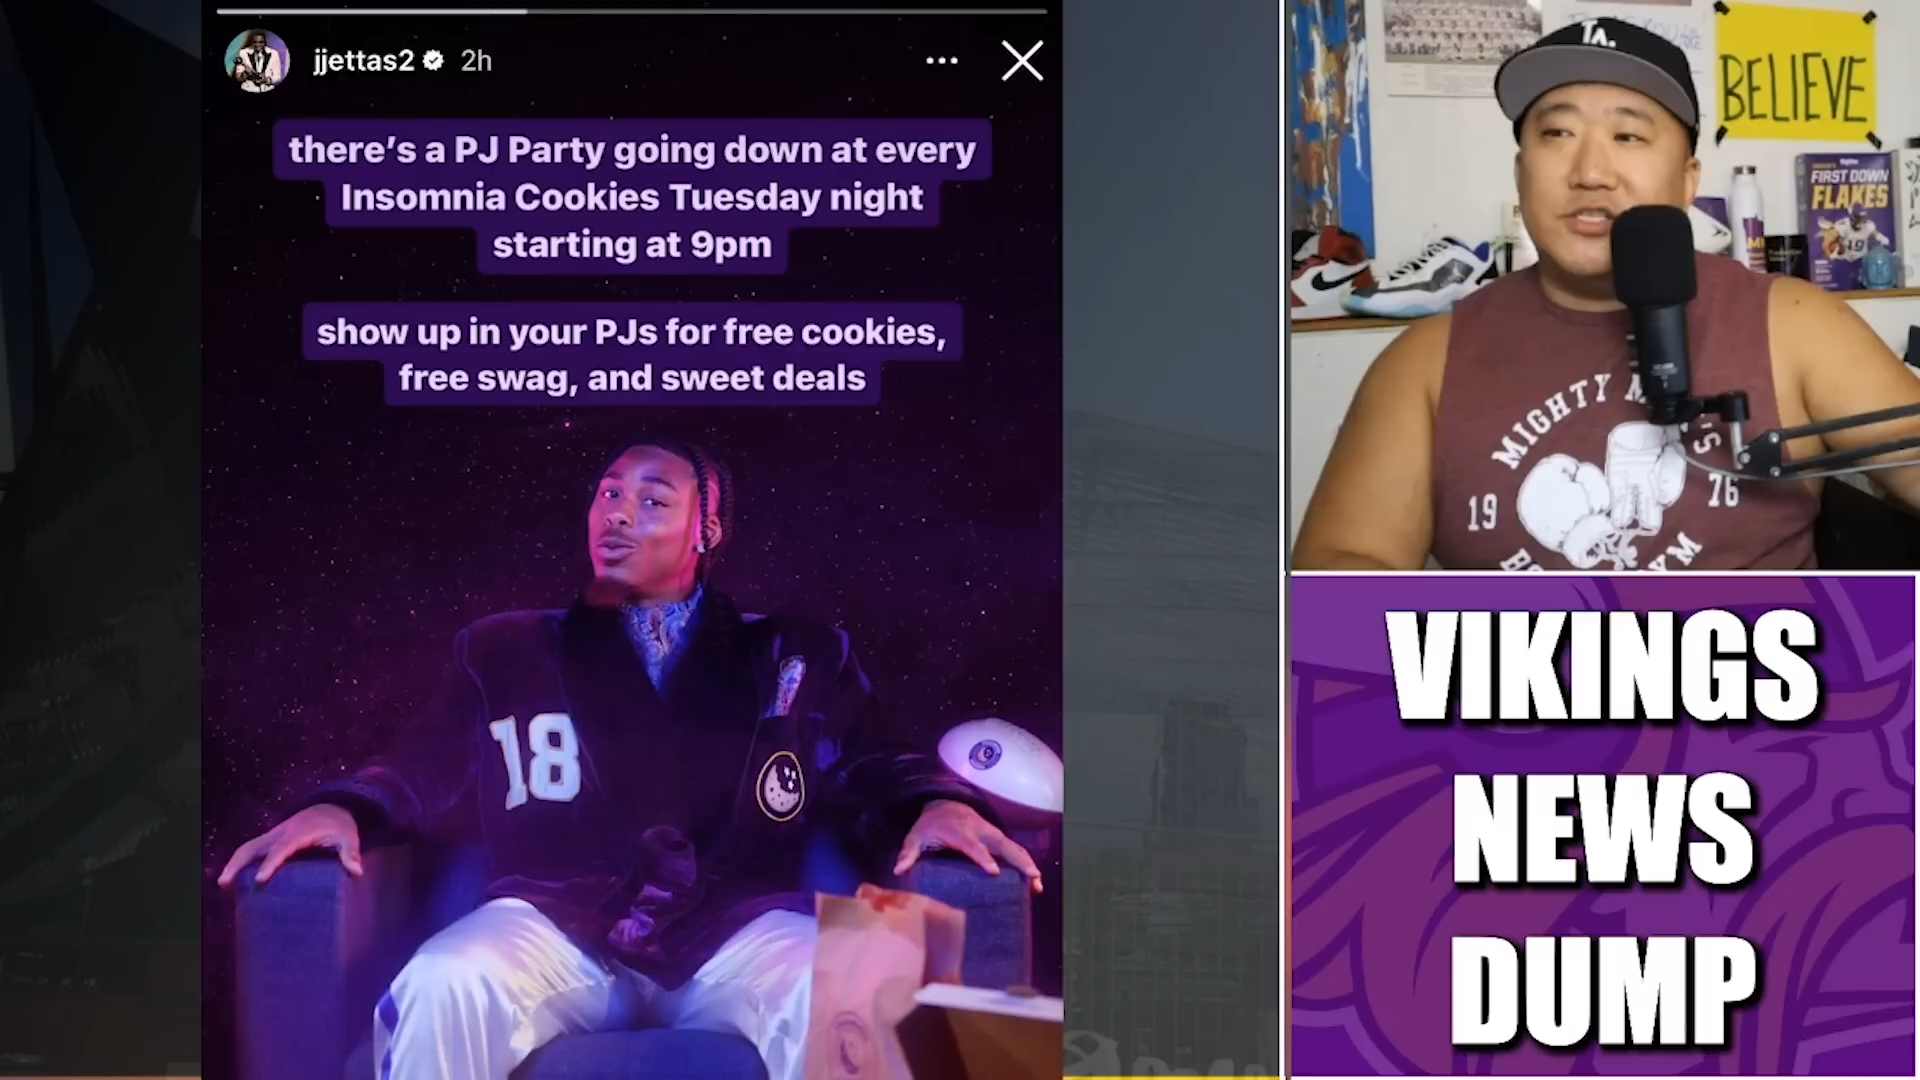 jjettas2 2h
there's a PJ Party going down at every
Insomnia Cookies Tuesday night
starting at 9pm
show up in your PJs for free cookies,
free swag, and sweet deals
18
LA
BELIEVE
FIRST DOWN
FLAKES
MIGHTY
19
76
VIKINGS
NEWS
DUMP